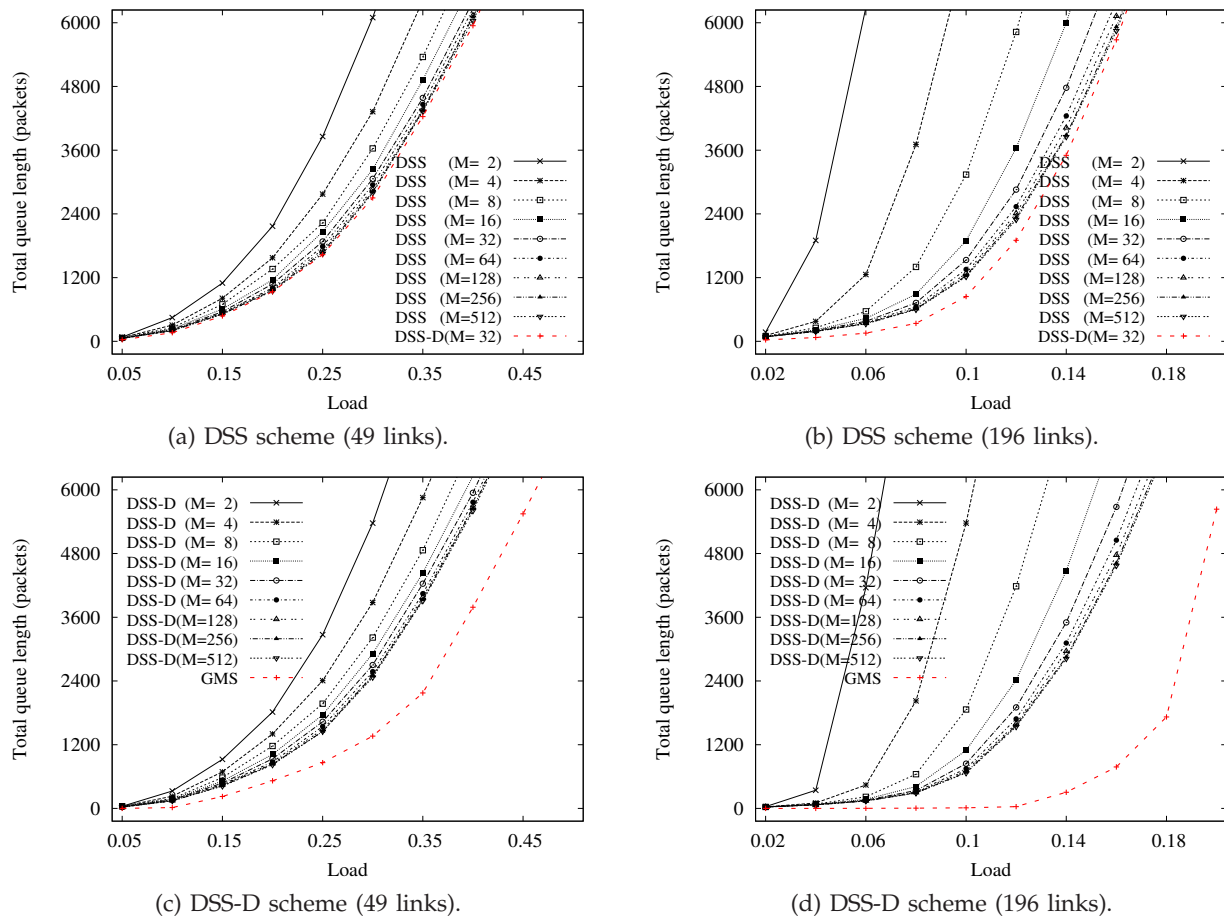 Total queue length (packets)
6000
4800
3600
2400
1200
0
DSS (M= 2)
DSS (M= 4)
DSS (M= 8)
DSS (M= 16)
DSS (M= 32)
DSS (M= 64)
DSS (M=128)
DSS (M=256)
DSS (M=512)
DSS-D(M= 32)
0.05 0.15 0.25 0.35 0.45
Load
(a) DSS scheme (49 links).
Total queue length (packets)
6000
4800
3600
2400
1200
0
DSS (M= 2)
DSS (M= 4)
DSS (M= 8)
DSS (M= 16)
DSS (M= 32)
DSS (M= 64)
DSS (M=128)
DSS (M=256)
DSS (M=512)
DSS-D(M= 32)
0.02 0.06 0.1 0.14 0.18
Load
(b) DSS scheme (196 links).
Total queue length (packets)
6000
4800
3600
2400
1200
0
DSS-D (M= 2)
DSS-D (M= 4)
DSS-D (M= 8)
DSS-D (M= 16)
DSS-D (M= 32)
DSS-D (M= 64)
DSS-D(M=128)
DSS-D(M=256)
DSS-D(M=512)
GMS
0.05 0.15 0.25 0.35 0.45
Load
(c) DSS-D scheme (49 links).
Total queue length (packets)
6000
4800
3600
2400
1200
0
DSS-D (M= 2)
DSS-D (M= 4)
DSS-D (M= 8)
DSS-D (M= 16)
DSS-D (M= 32)
DSS-D (M= 64)
DSS-D(M=128)
DSS-D(M=256)
DSS-D(M=512)
GMS
0.02 0.06 0.1 0.14 0.18
Load
(d) DSS-D scheme (196 links).